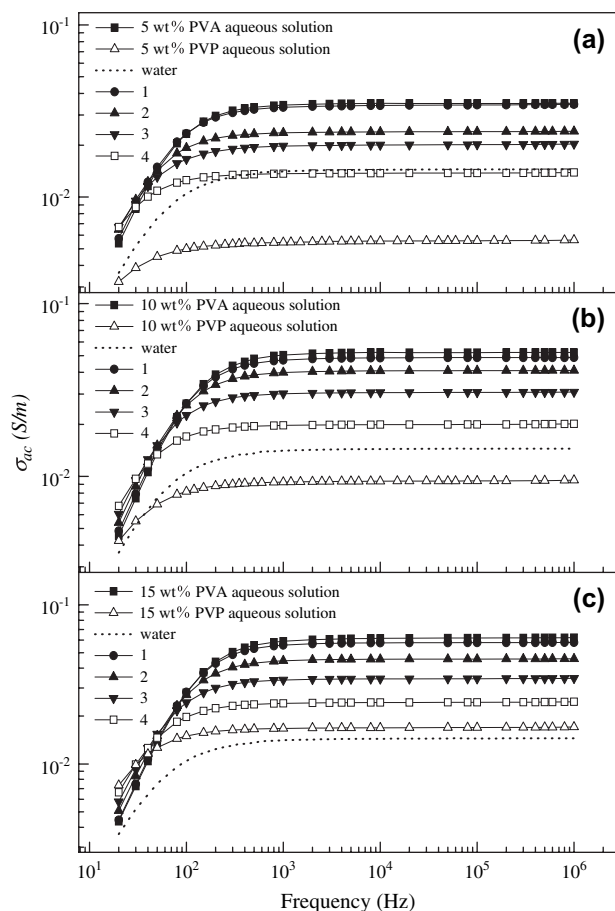 10⁻¹
5 wt% PVA aqueous solution
5 wt% PVP aqueous solution
water
1
2
3
4
(a)
10⁻²
10⁻¹
10 wt% PVA aqueous solution
10 wt% PVP aqueous solution
water
1
2
3
4
(b)
10⁻²
σac (S/m)
10⁻¹
15 wt% PVA aqueous solution
15 wt% PVP aqueous solution
water
1
2
3
4
(c)
10⁻²
10¹ 10² 10³ 10⁴ 10⁵ 10⁶
Frequency (Hz)